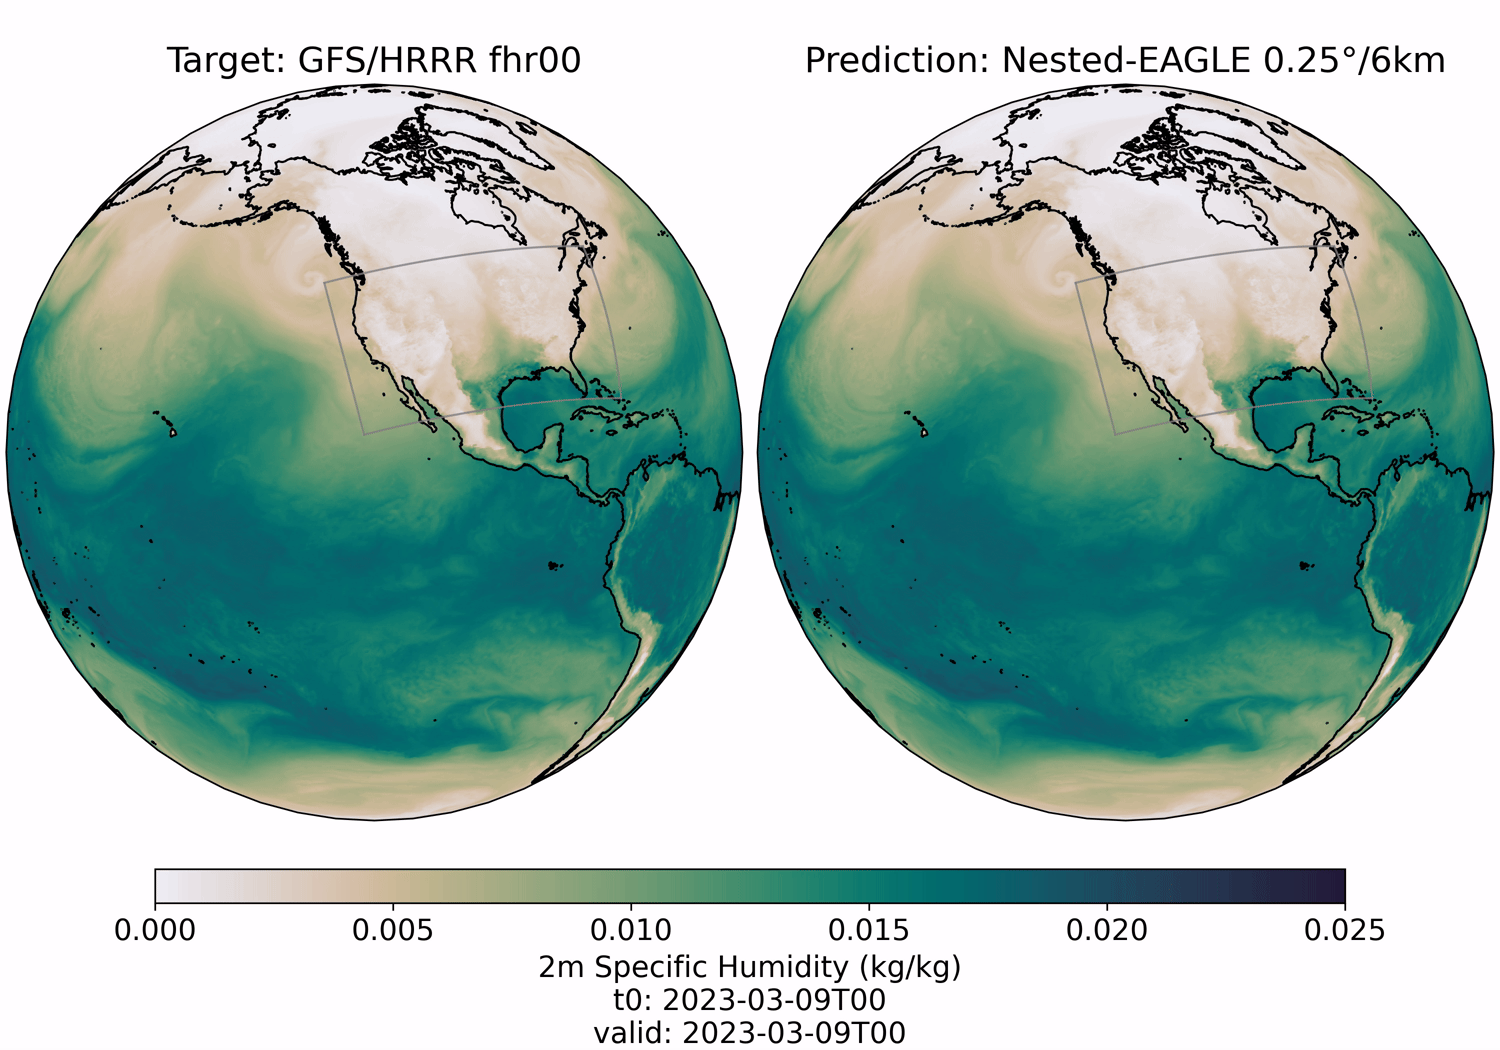 Target: GFS/HRRR fhr00
Prediction: Nested-EAGLE 0.25°/6km
0.000 0.005 0.010 0.015 0.020 0.025
2m Specific Humidity (kg/kg)
t0: 2023-03-09T00
valid: 2023-03-09T00